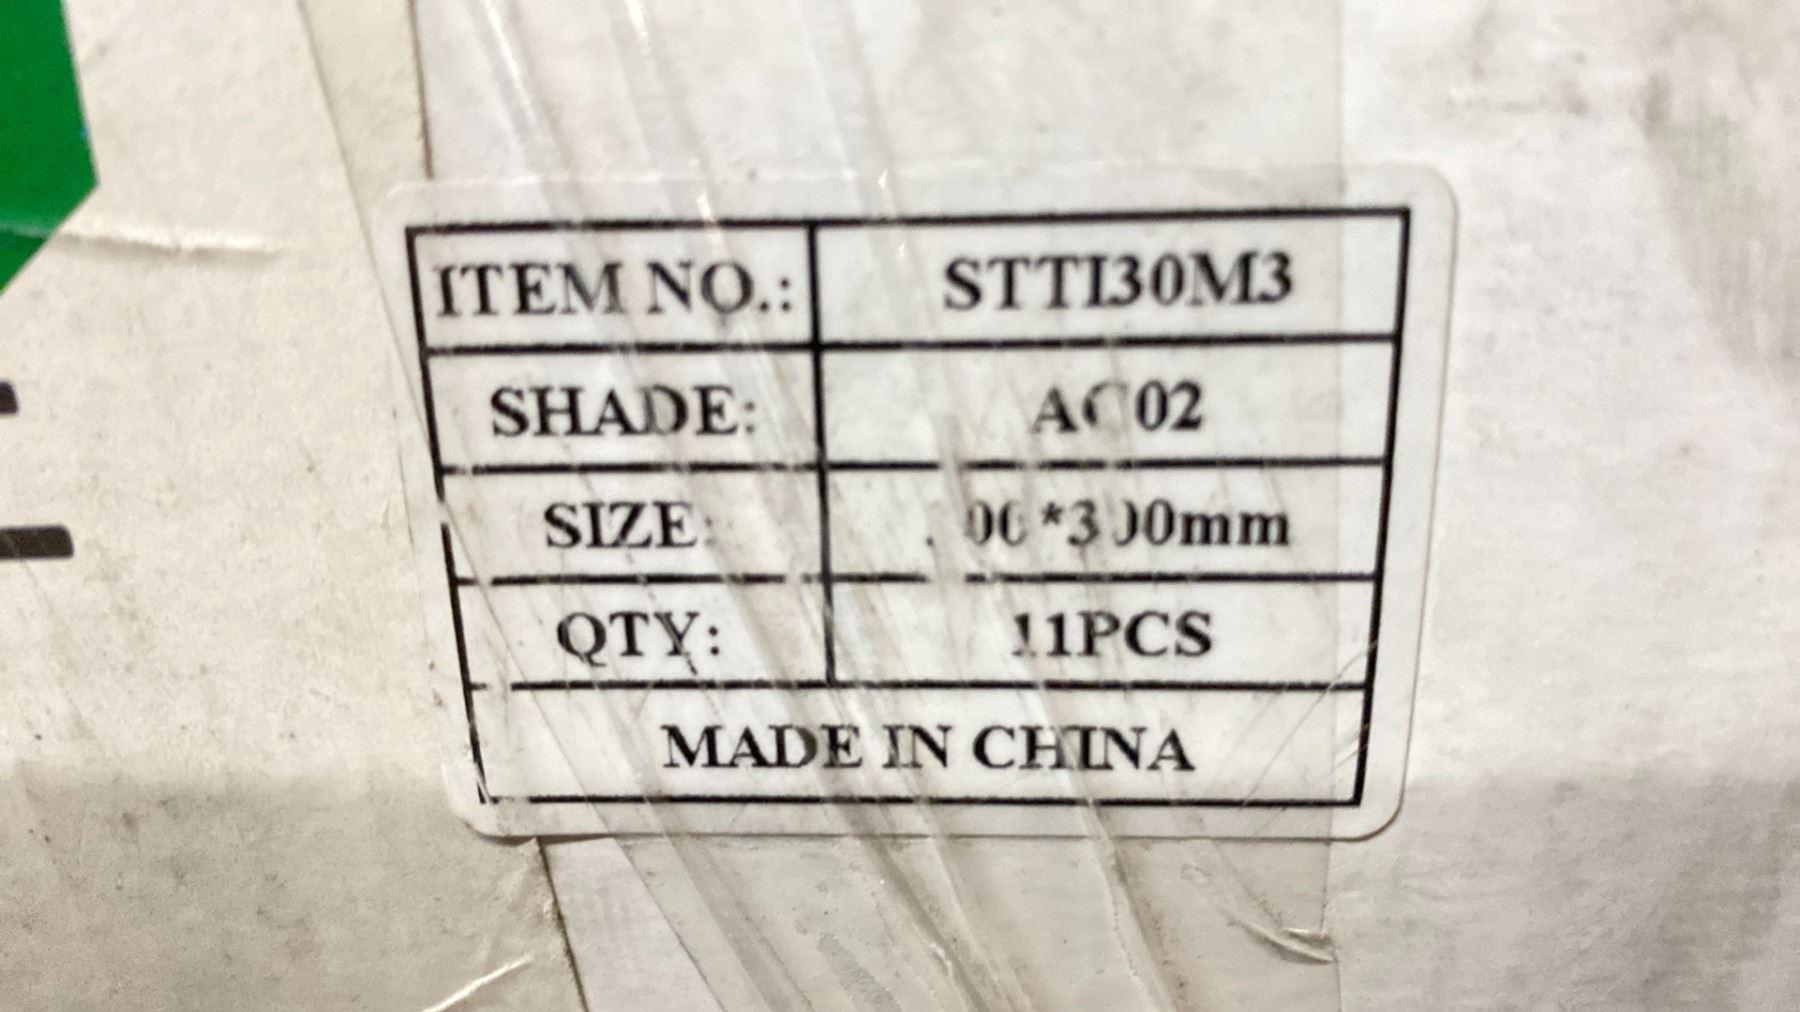 ITEM NO.: STTI30M3
SHADE:
SIZE:
QTY: 11PCS
MADE IN CHINA